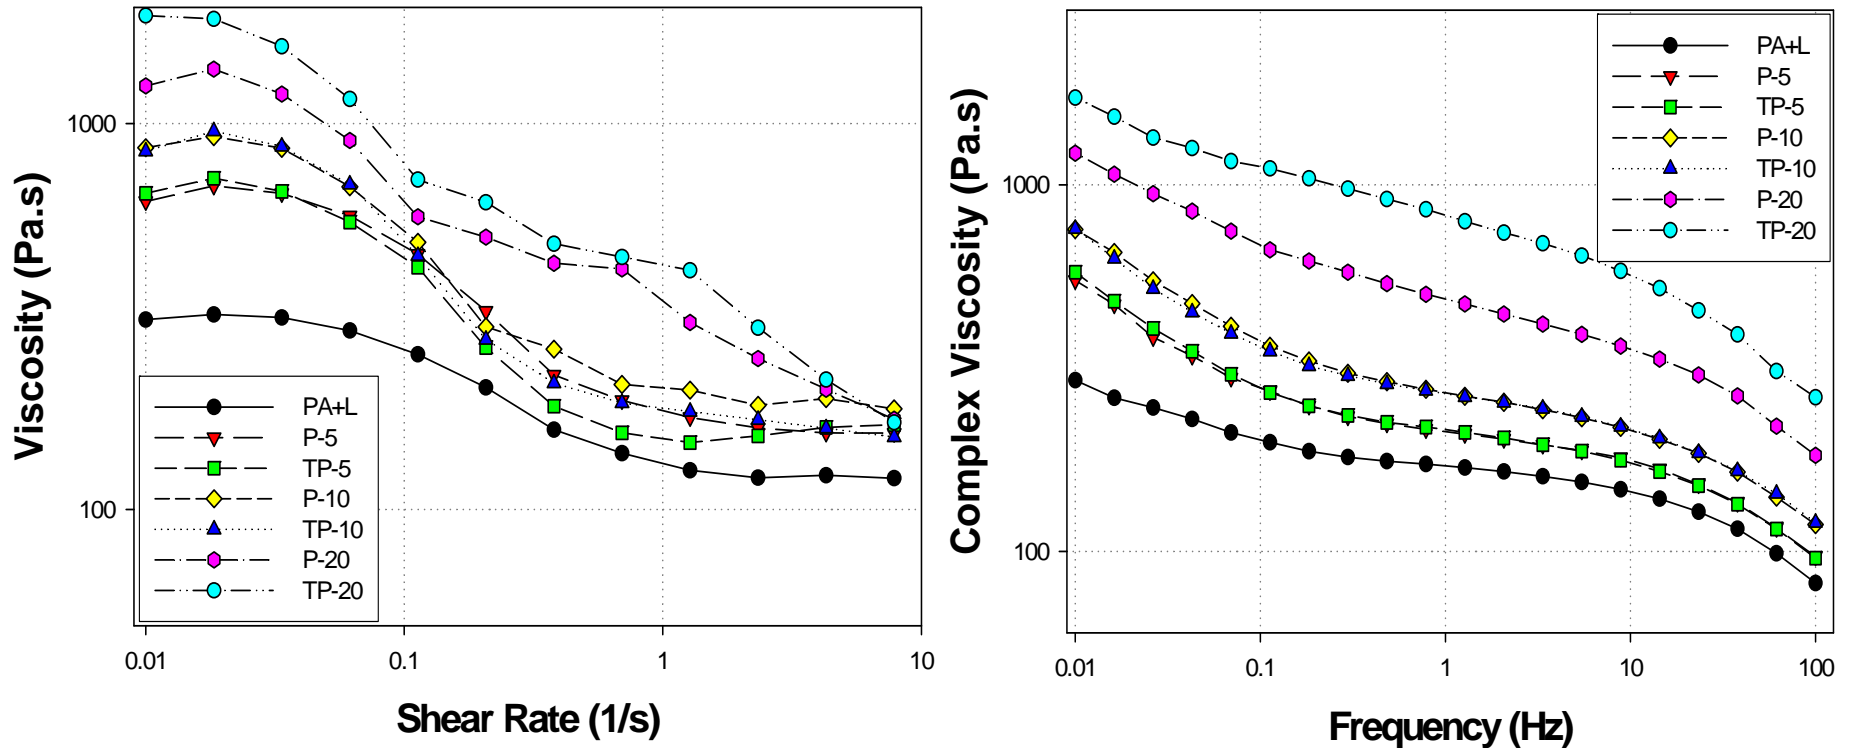 Viscosity (Pa.s)
1000
100
PA+L
P-5
TP-5
P-10
TP-10
P-20
TP-20
0.01
0.1
1
10
Shear Rate (1/s)
Complex Viscosity (Pa.s)
1000
100
PA+L
P-5
TP-5
P-10
TP-10
P-20
TP-20
0.01
0.1
1
10
100
Frequency (Hz)